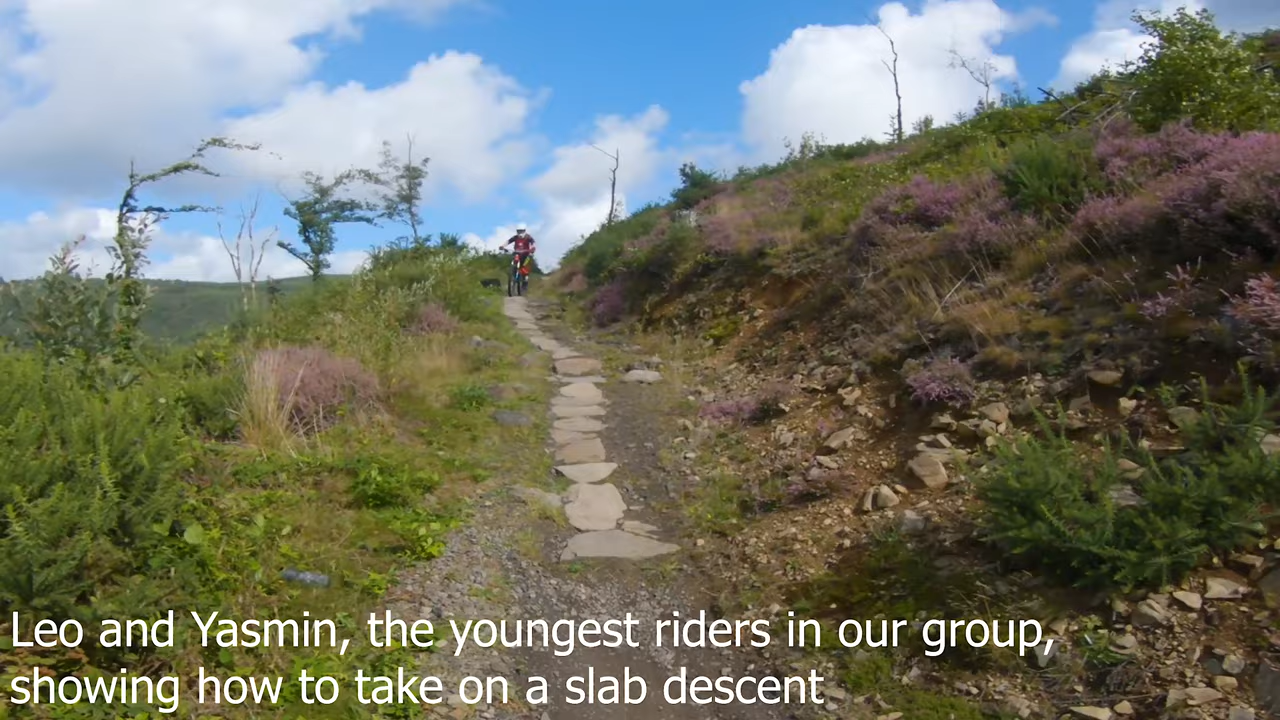 Leo and Yasmin, the youngest riders in our group,
showing how to take on a slab descent